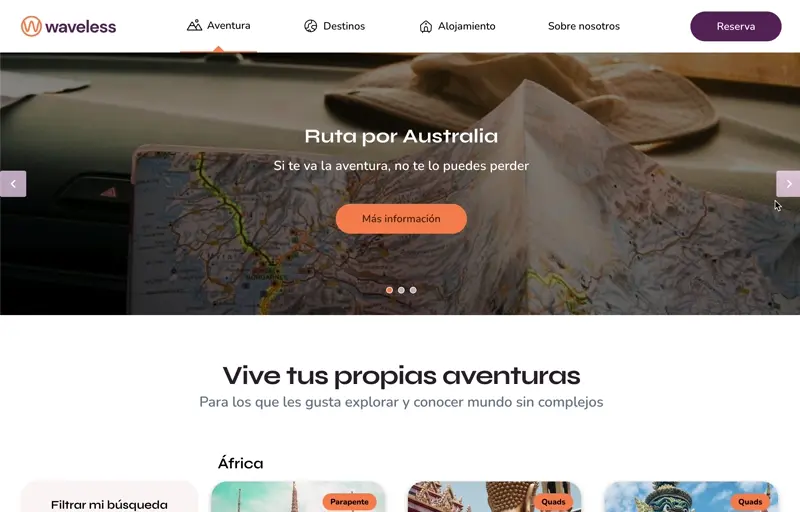 waveless
Aventura
Destinos
Alojamiento
Sobre nosotros
Reserva
Ruta por Australia
Si te va la aventura, no te lo puedes perder
Más información
Vive tus propias aventuras
Para los que les gusta explorar y conocer mundo sin complejos
África
Filtrar mi búsqueda
Parapente
Quads
Quads